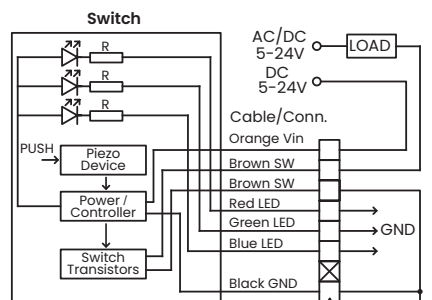 Switch
AC/DC
5-24V
LOAD
R
DC
5-24V
R
R
Cable/Conn.
Orange Vin
PUSH
Piezo
Device
Brown SW
Brown SW
Power /
Controller
Red LED
Green LED
GND
Blue LED
Switch
Transistors
Black GND